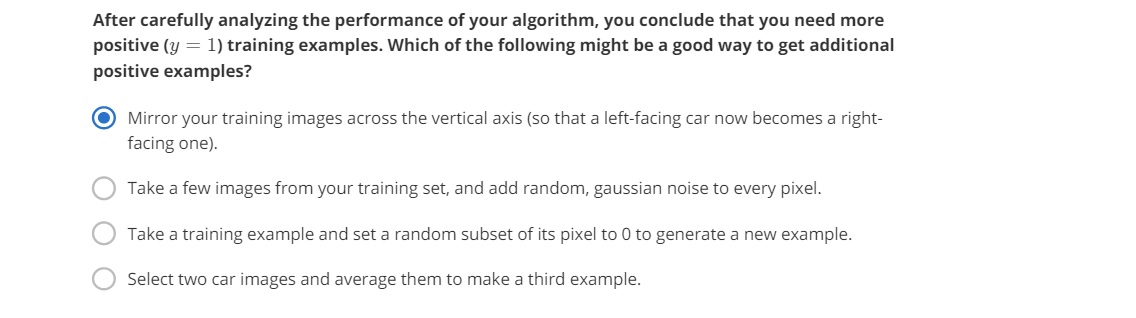 After carefully analyzing the performance of your algorithm, you conclude that you need more
positive (y = 1) training examples. Which of the following might be a good way to get additional
positive examples?
Mirror your training images across the vertical axis (so that a left-facing car now becomes a right-
facing one).
Take a few images from your training set, and add random, gaussian noise to every pixel.
Take a training example and set a random subset of its pixel to 0 to generate a new example.
Select two car images and average them to make a third example.